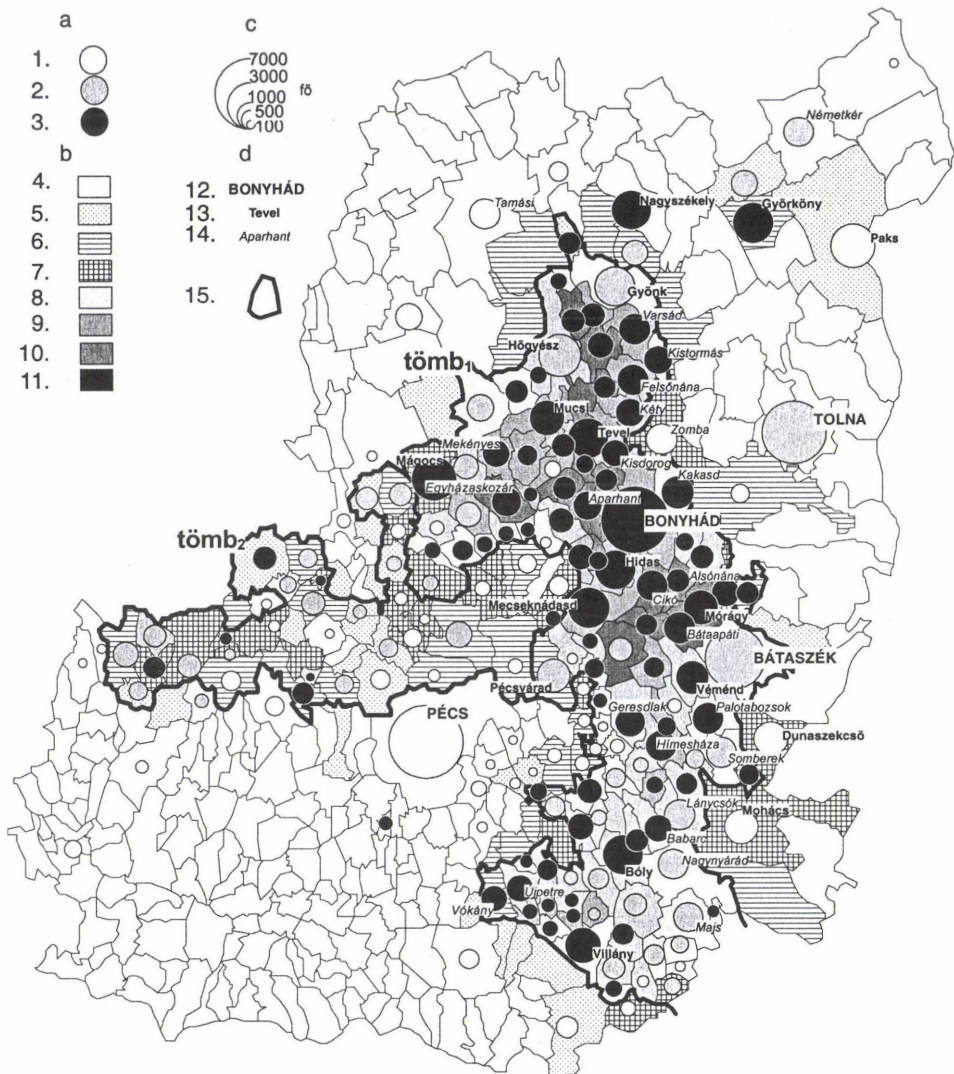 a
1.
2.
3.
b
4.
5.
6.
7.
8.
9.
10.
11.
c
7000
3000
1000
500
100
fő
d
12. BONYHÁD
13. Tevel
14. Aparhant
15.
Németkér
Tamási
Nagyszékely
Györköny
Paks
Gyönk
Varsád
Hőgyész
Kistormás
tömb1
Felsőnána
Kéty
Mucsi
TOLNA
Tevel
Zomba
Mekényes
Kisdorog
Mágocs
Kakasd
Egyházaskozár
Aparhant
BONYHÁD
tömb2
Hidas
Alsónána
Cikó
Mecseknádasd
Mórágy
Bátaapáti
BÁTASZÉK
Pécsvárad
Véménd
Geresdlak
Palotabozsok
PÉCS
Dunaszekcső
Himesháza
Somberek
Lánycsók
Mohács
Babarc
Bóly
Nagynyárád
Ujpetre
Vókány
Majs
Villány